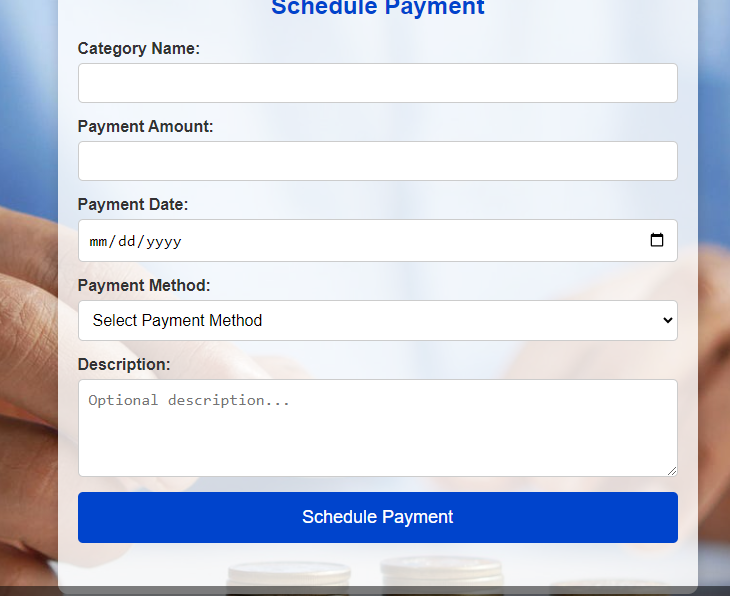 Schedule Payment
Category Name:
Payment Amount:
Payment Date:
mm/dd/yyyy
Payment Method:
Select Payment Method
Description:
Optional description...
Schedule Payment